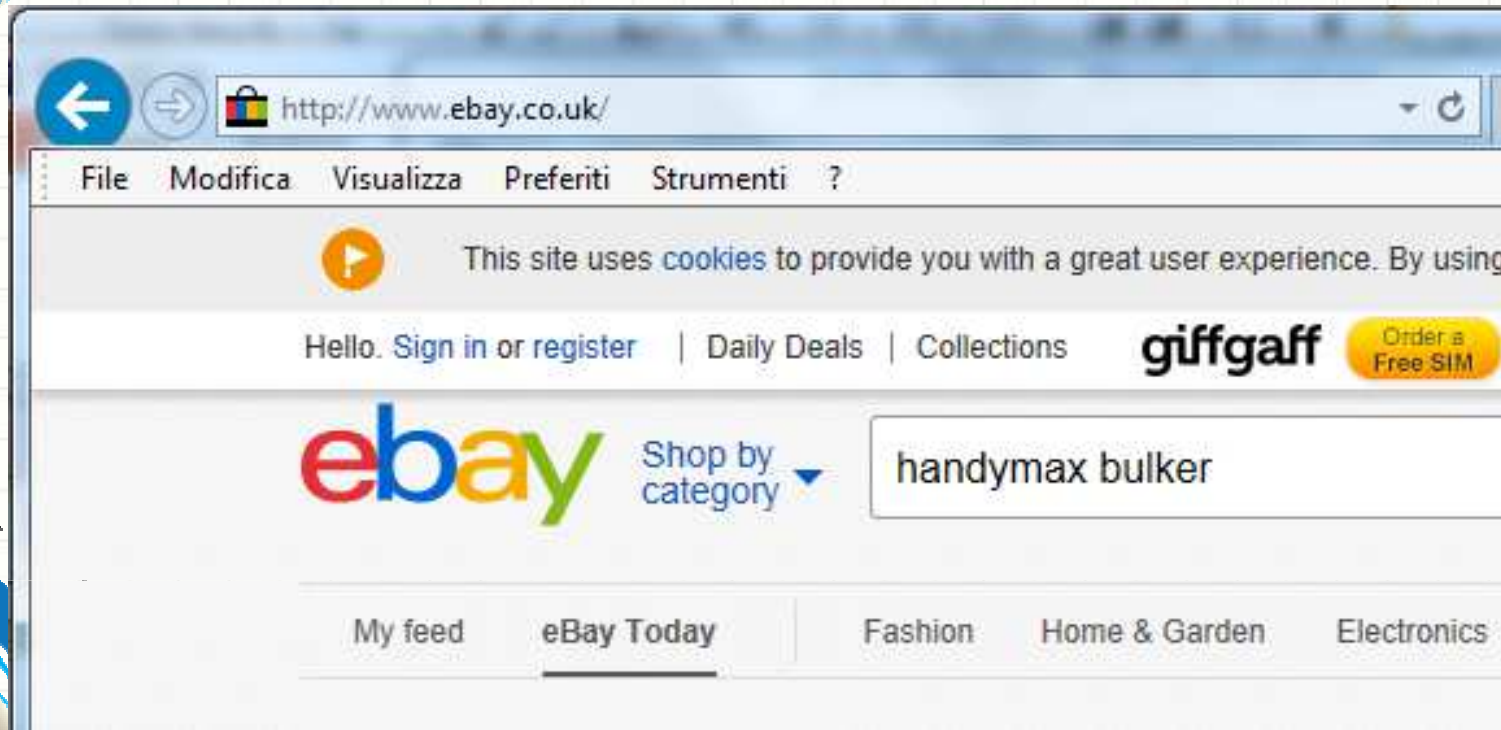 http://www.ebay.co.uk/
File Modifica Visualizza Preferiti Strumenti ?
This site uses cookies to provide you with a great user experience. By using
Hello. Sign in or register | Daily Deals | Collections giffgaff Order a
Free SIM
ebay Shop by
category handymax bulker
My feed eBay Today Fashion Home & Garden Electronics